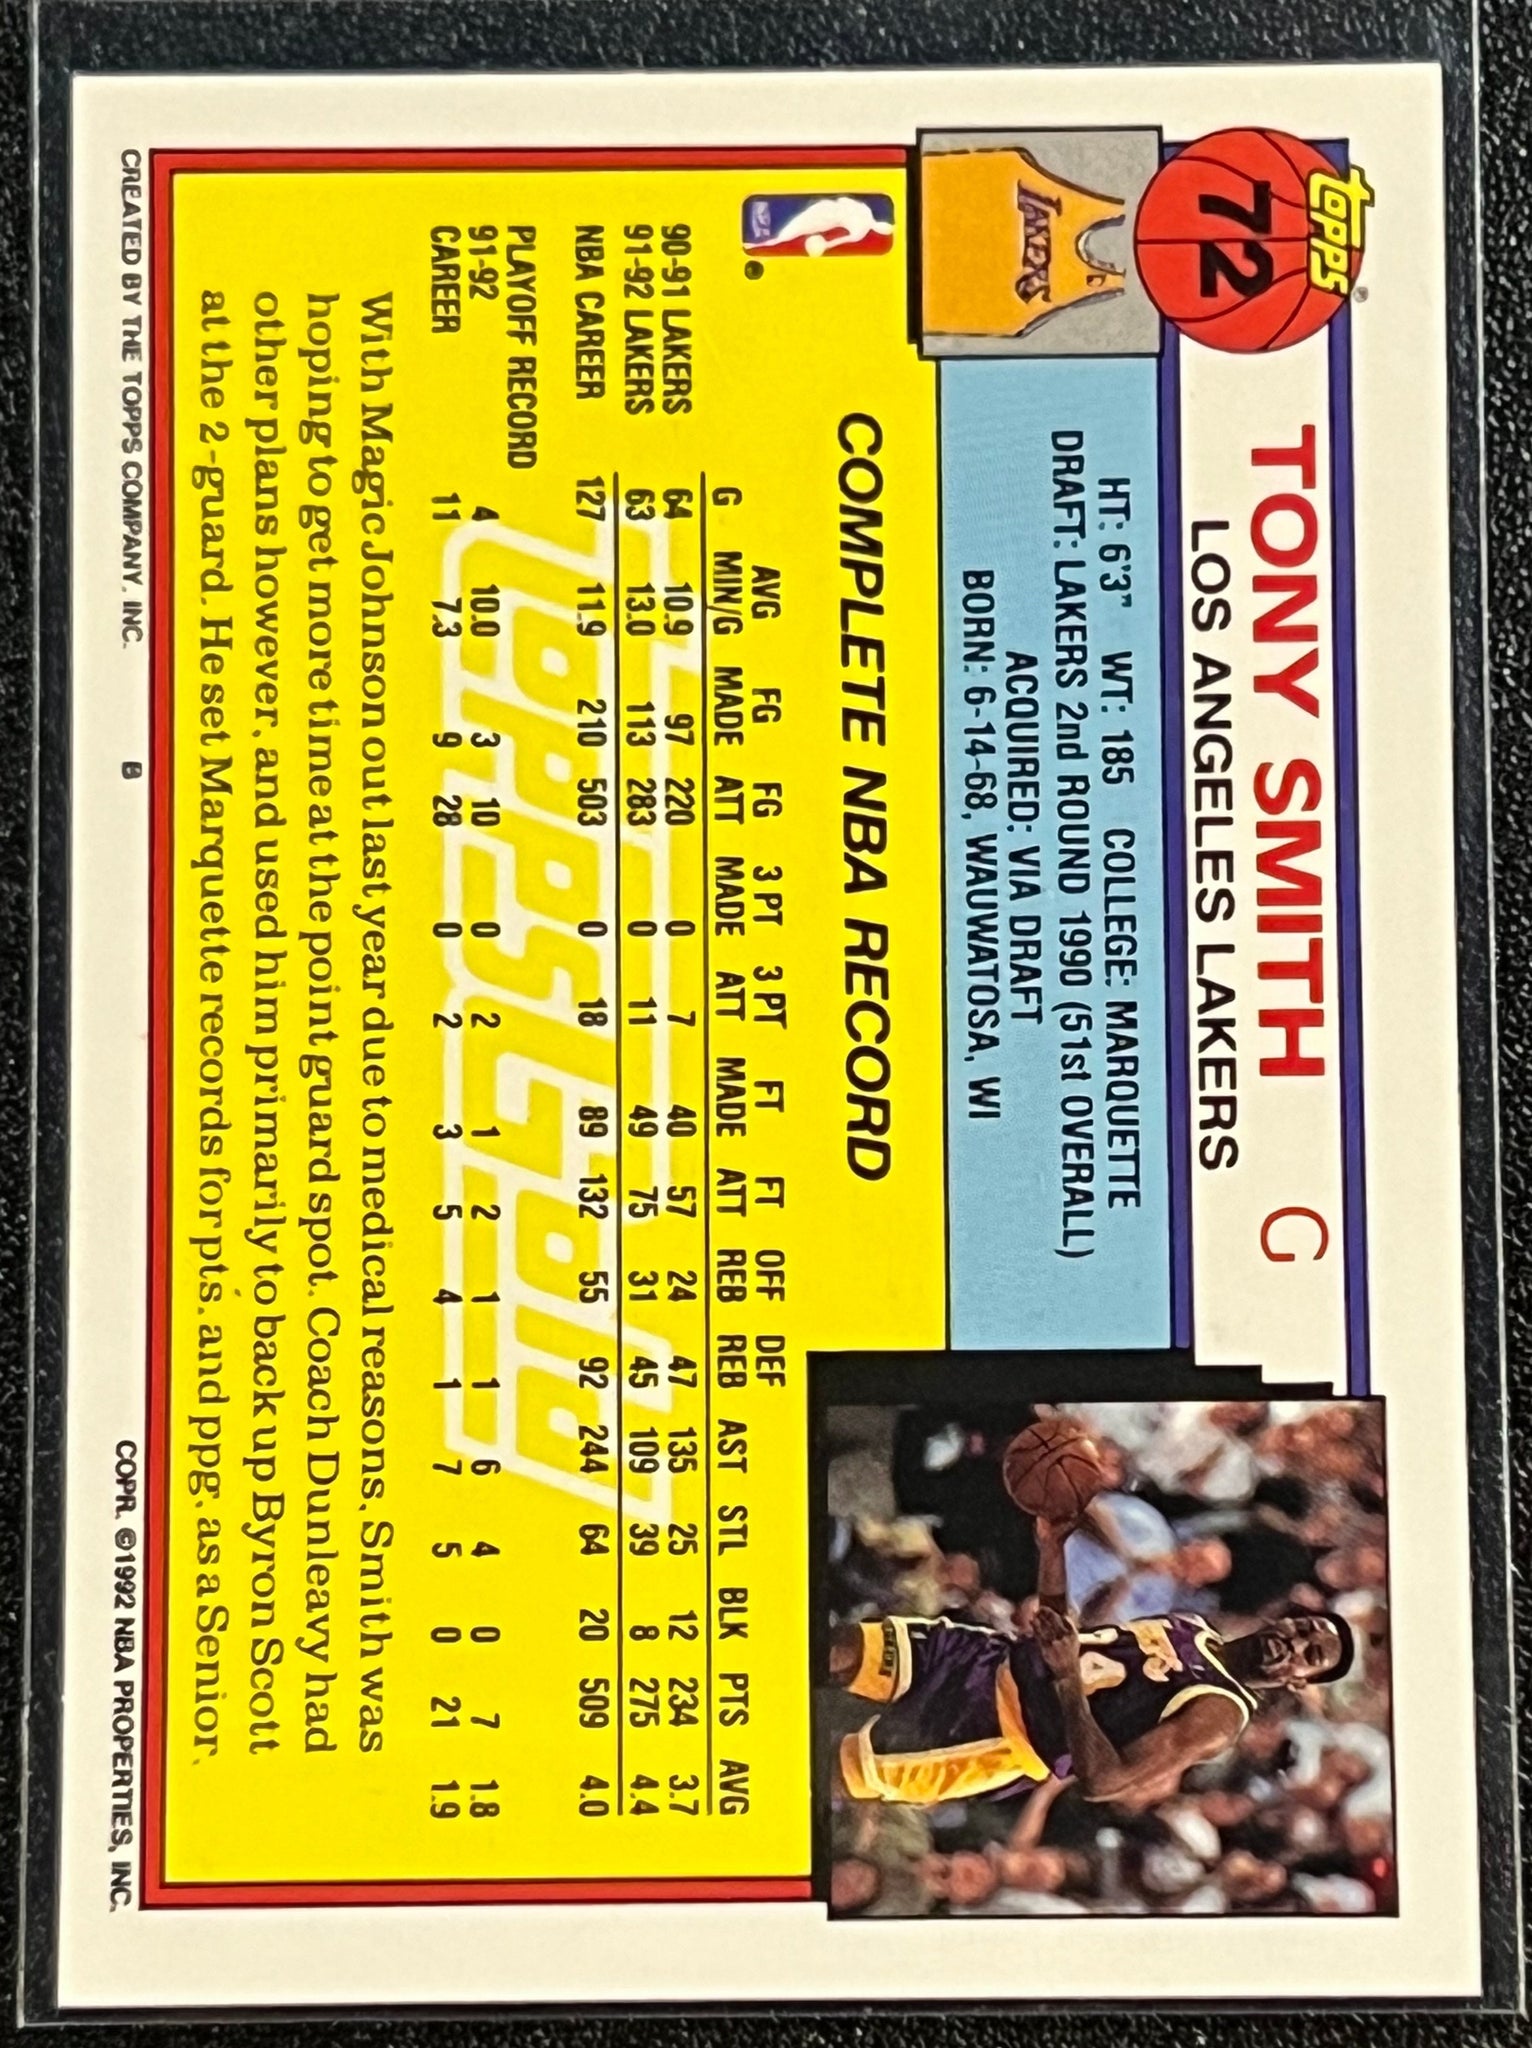 topps®
72
TONY SMITH G
LOS ANGELES LAKERS
LAKERS
HT: 6'3" WT: 185 COLLEGE: MARQUETTE
DRAFT: LAKERS 2nd ROUND 1990 (51st OVERALL)
ACQUIRED: VIA DRAFT
BORN: 6-14-68, WAUWATOSA, WI
COMPLETE NBA RECORD
NBA ®
AVG FG FG 3 PT 3 PT FT FT OFF DEF
G MIN/G MADE ATT MADE ATT MADE ATT REB REB AST STL BLK PTS AVG
90-91 LAKERS 64 10.9 97 220 0 7 40 57 24 47 135 25 12 234 3.7
91-92 LAKERS 63 13.0 113 283 0 11 49 75 31 45 109 39 8 275 4.4
NBA CAREER 127 11.9 210 503 0 18 89 132 55 92 244 64 20 509 4.0
PLAYOFF RECORD
91-92 4 10.0 3 10 0 2 1 2 1 1 6 4 0 7 1.8
CAREER 11 7.3 9 28 0 2 3 5 4 1 7 5 0 21 1.9
ToppsGold
With Magic Johnson out last year due to medical reasons, Smith was
hoping to get more time at the point guard spot. Coach Dunleavy had
other plans however, and used him primarily to back up Byron Scott
at the 2-guard. He set Marquette records for pts. and ppg. as a Senior.
CREATED BY THE TOPPS COMPANY, INC. B COPR. ©1992 NBA PROPERTIES, INC.